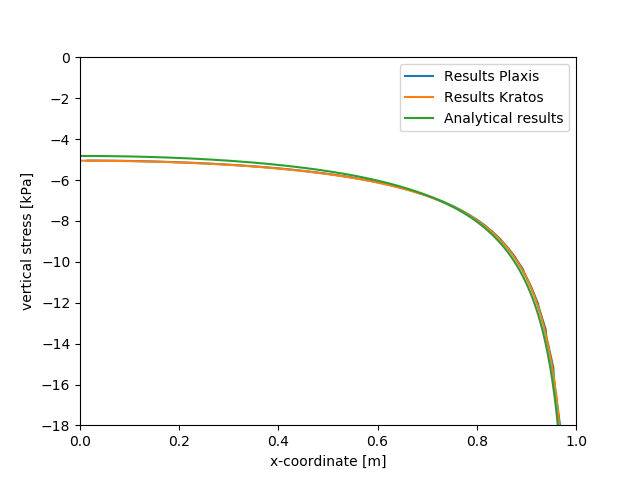 0
−2
−4
−6
−8
−10
−12
−14
−16
−18
vertical stress [kPa]
Results Plaxis
Results Kratos
Analytical results
0.0 0.2 0.4 0.6 0.8 1.0
x-coordinate [m]